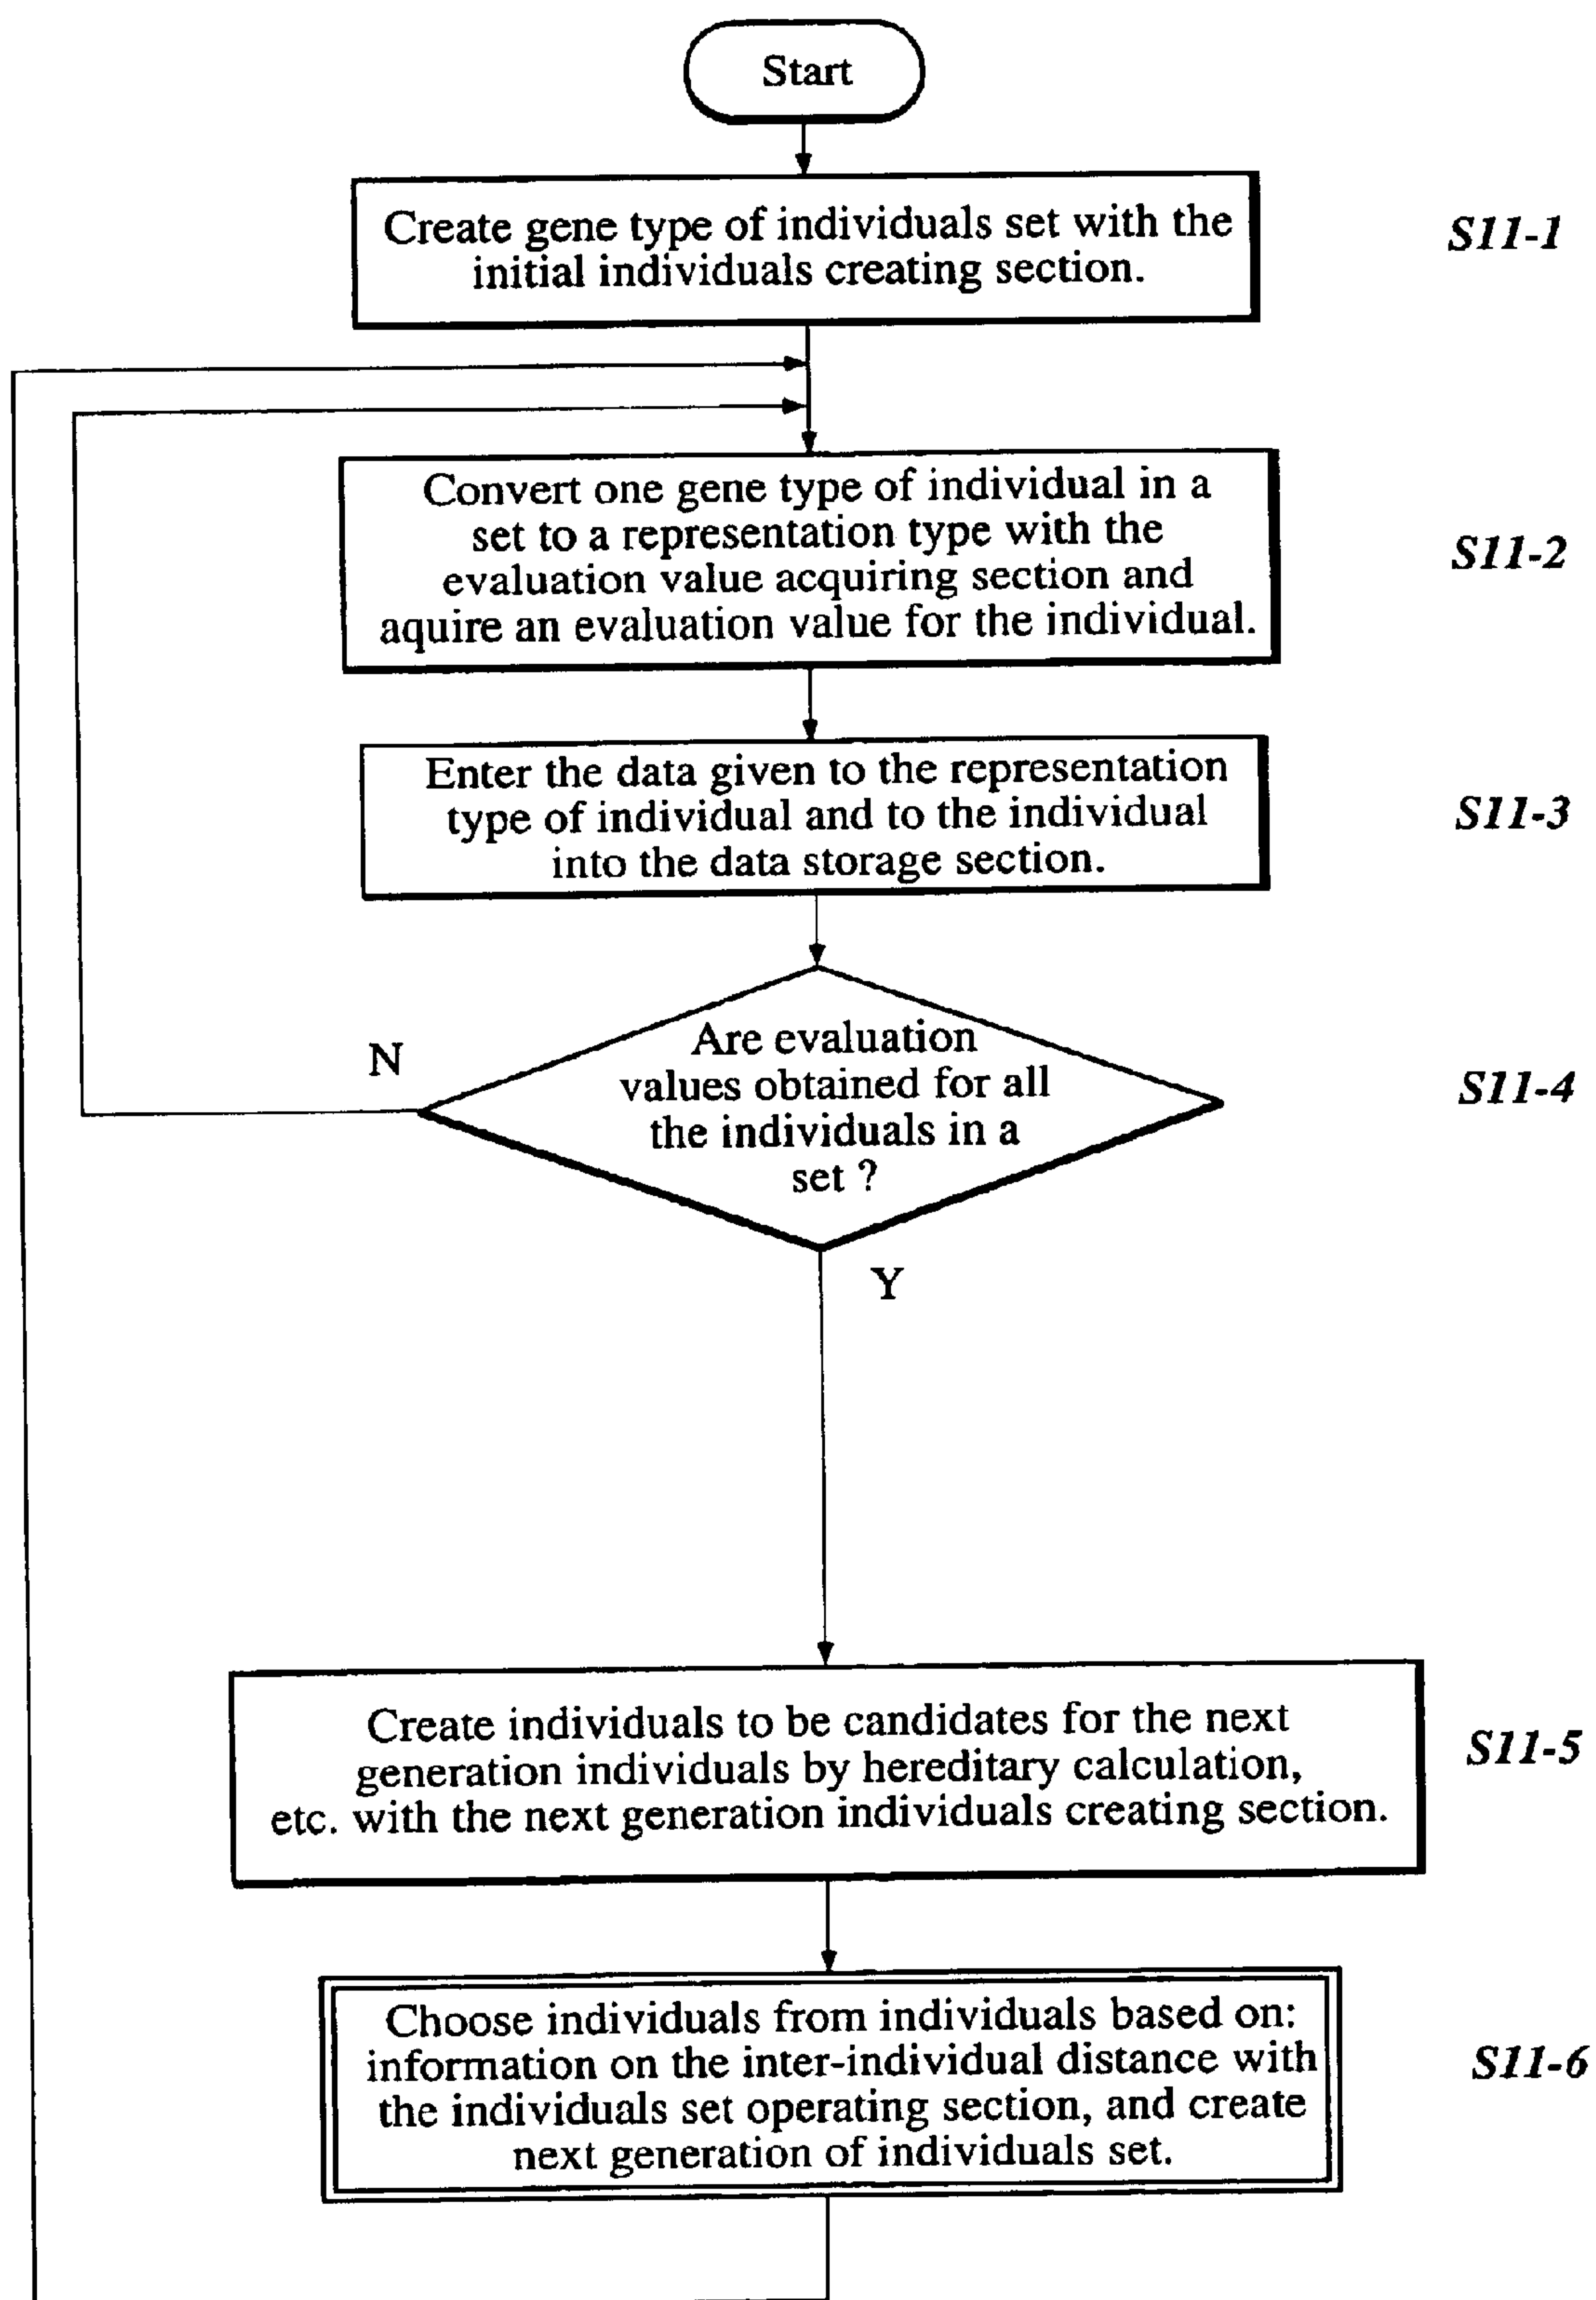 Start
Create gene type of individuals set with the
initial individuals creating section.
S11-1
Convert one gene type of individual in a
set to a representation type with the
evaluation value acquiring section and
aquire an evaluation value for the individual.
S11-2
Enter the data given to the representation
type of individual and to the individual
into the data storage section.
S11-3
N
Are evaluation
values obtained for all
the individuals in a
set ?
S11-4
Y
Create individuals to be candidates for the next
generation individuals by hereditary calculation,
etc. with the next generation individuals creating section.
S11-5
Choose individuals from individuals based on:
information on the inter-individual distance with
the individuals set operating section, and create
next generation of individuals set.
S11-6